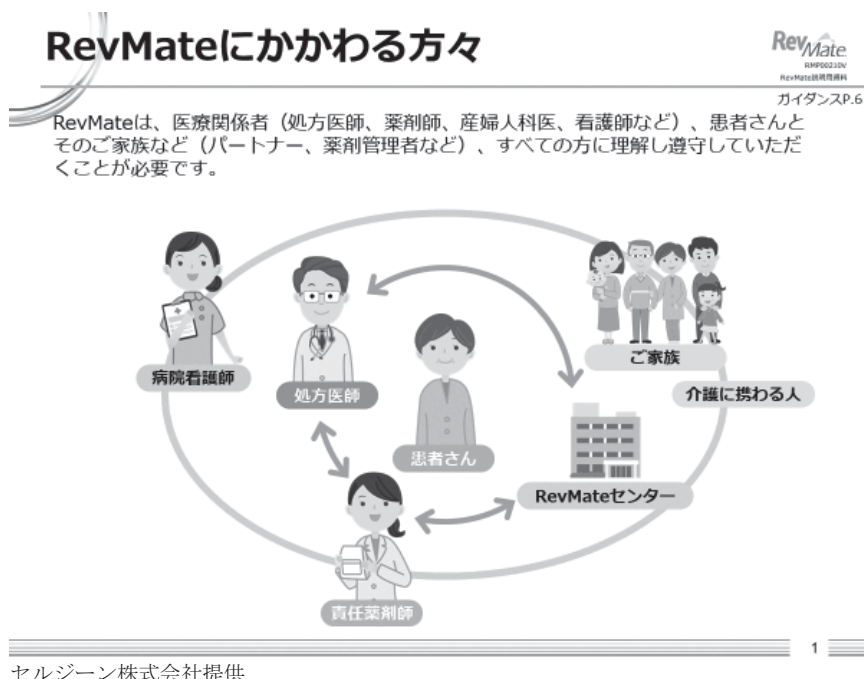 RevMateにかかわる方々
RevMate
RMP00210V
RevMate説明用資料
ガイダンスP.6
RevMateは、医療関係者（処方医師、薬剤師、産婦人科医、看護師など）、患者さんと
そのご家族など（パートナー、薬剤管理者など）、すべての方に理解し遵守していただ
くことが必要です。
病院看護師
処方医師
ご家族
介護に携わる人
患者さん
RevMateセンター
責任薬剤師
1
セルジーン株式会社提供